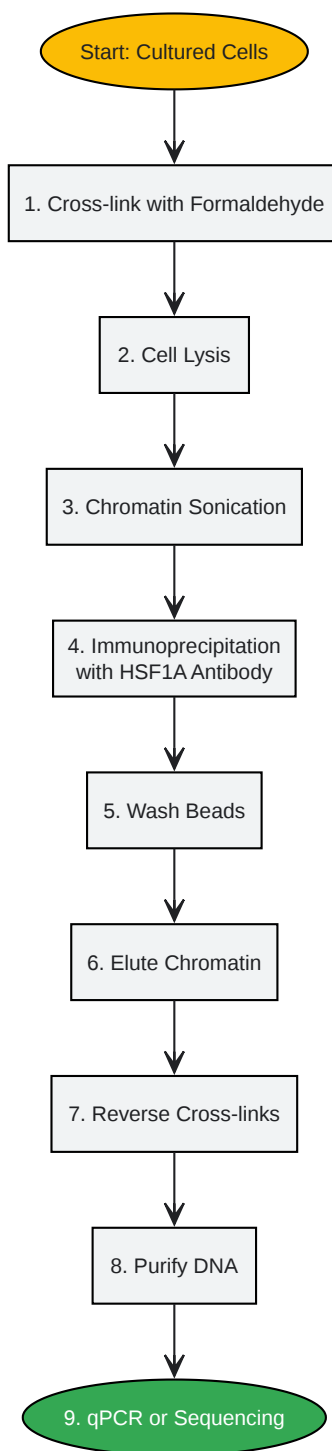 Start: Cultured Cells
1. Cross-link with Formaldehyde
2. Cell Lysis
3. Chromatin Sonication
4. Immunoprecipitation
with HSF1A Antibody
5. Wash Beads
6. Elute Chromatin
7. Reverse Cross-links
8. Purify DNA
9. qPCR or Sequencing